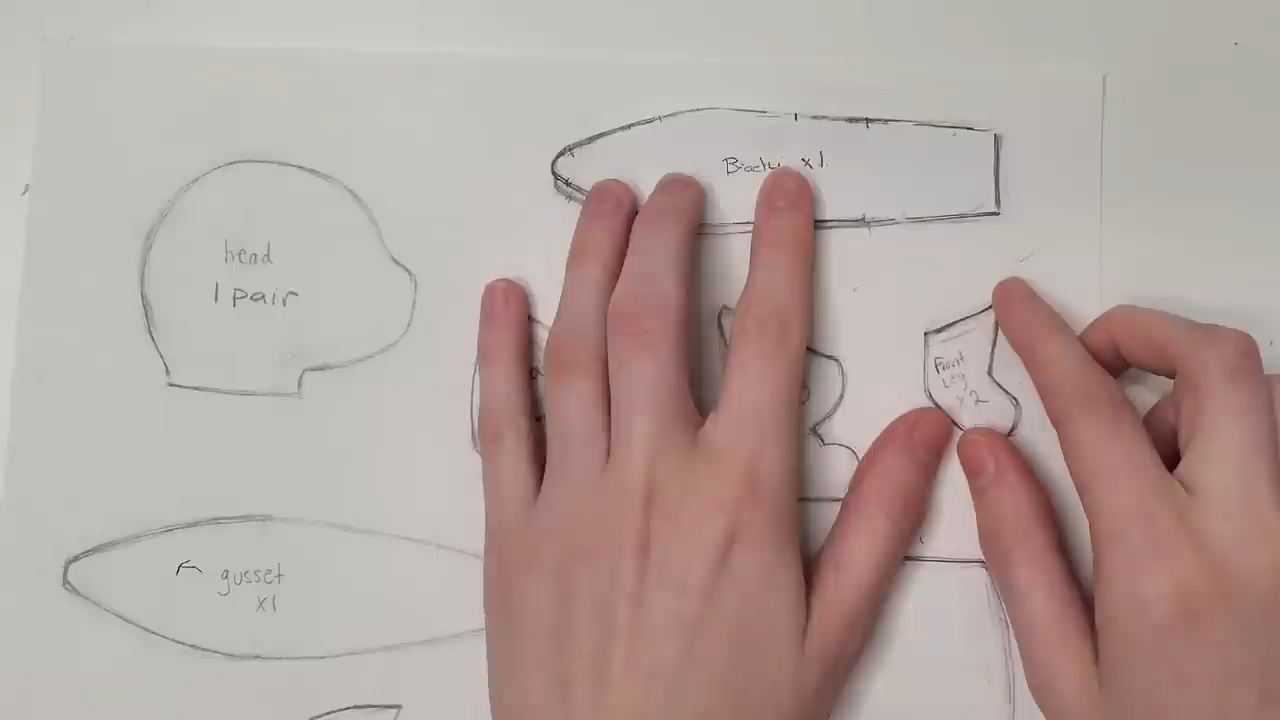 x1.
head
1 pair
Front
Leg
x2
gusset
x1